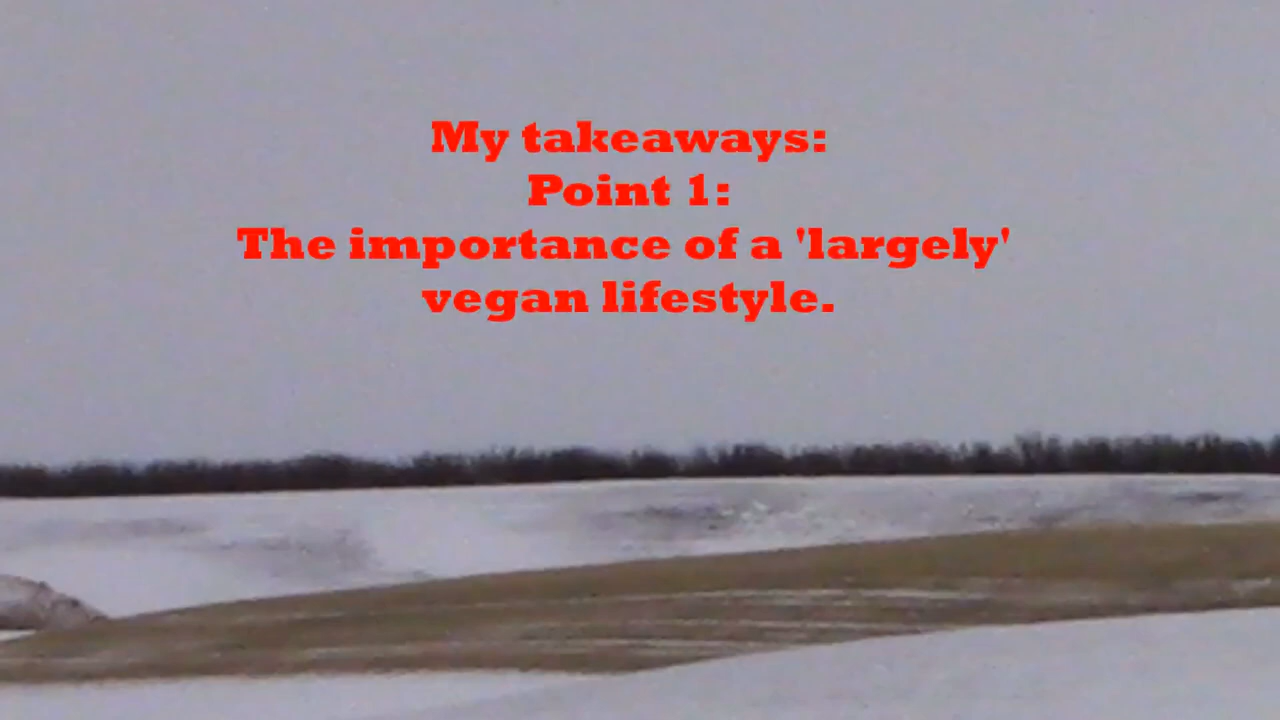 My takeaways:
Point 1:
The importance of a 'largely'
vegan lifestyle.